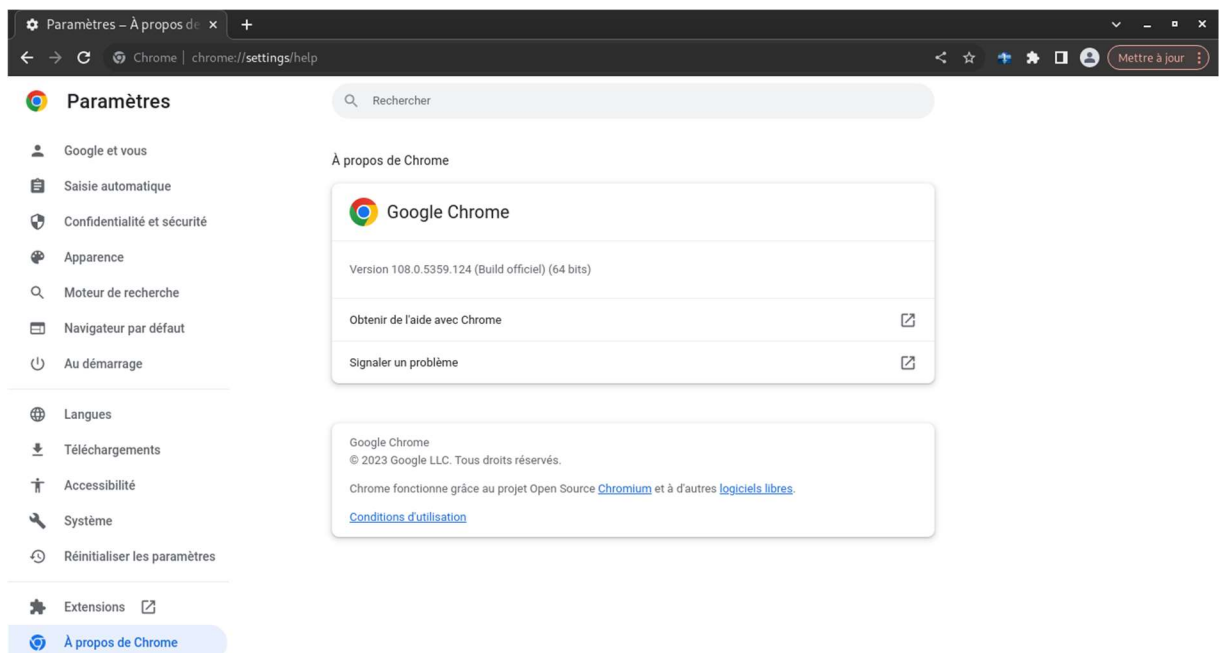 Paramètres – À propos de
Chrome | chrome://settings/help
Mettre à jour
Paramètres
Rechercher
Google et vous
Saisie automatique
Confidentialité et sécurité
Apparence
Moteur de recherche
Navigateur par défaut
Au démarrage
Langues
Téléchargements
Accessibilité
Système
Réinitialiser les paramètres
Extensions
À propos de Chrome
À propos de Chrome
Google Chrome
Version 108.0.5359.124 (Build officiel) (64 bits)
Obtenir de l'aide avec Chrome
Signaler un problème
Google Chrome
© 2023 Google LLC. Tous droits réservés.
Chrome fonctionne grâce au projet Open Source Chromium et à d'autres logiciels libres.
Conditions d'utilisation